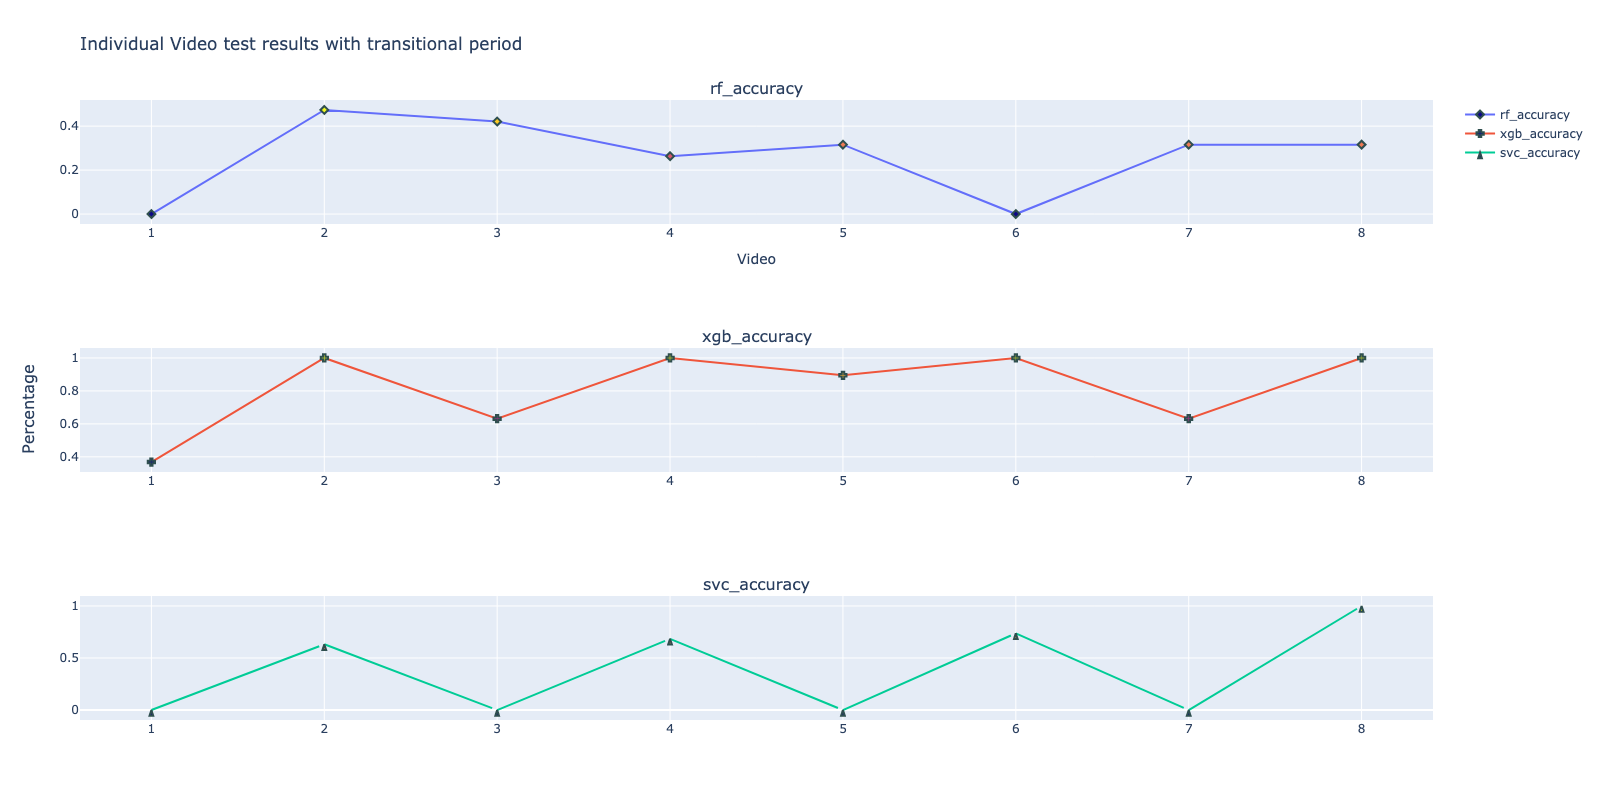 Individual Video test results with transitional period
rf_accuracy
0.4
0.2
0
1 2 3 4 5 6 7 8
Video
rf_accuracy
xgb_accuracy
svc_accuracy
xgb_accuracy
Percentage
1
0.8
0.6
0.4
1 2 3 4 5 6 7 8
svc_accuracy
1
0.5
0
1 2 3 4 5 6 7 8